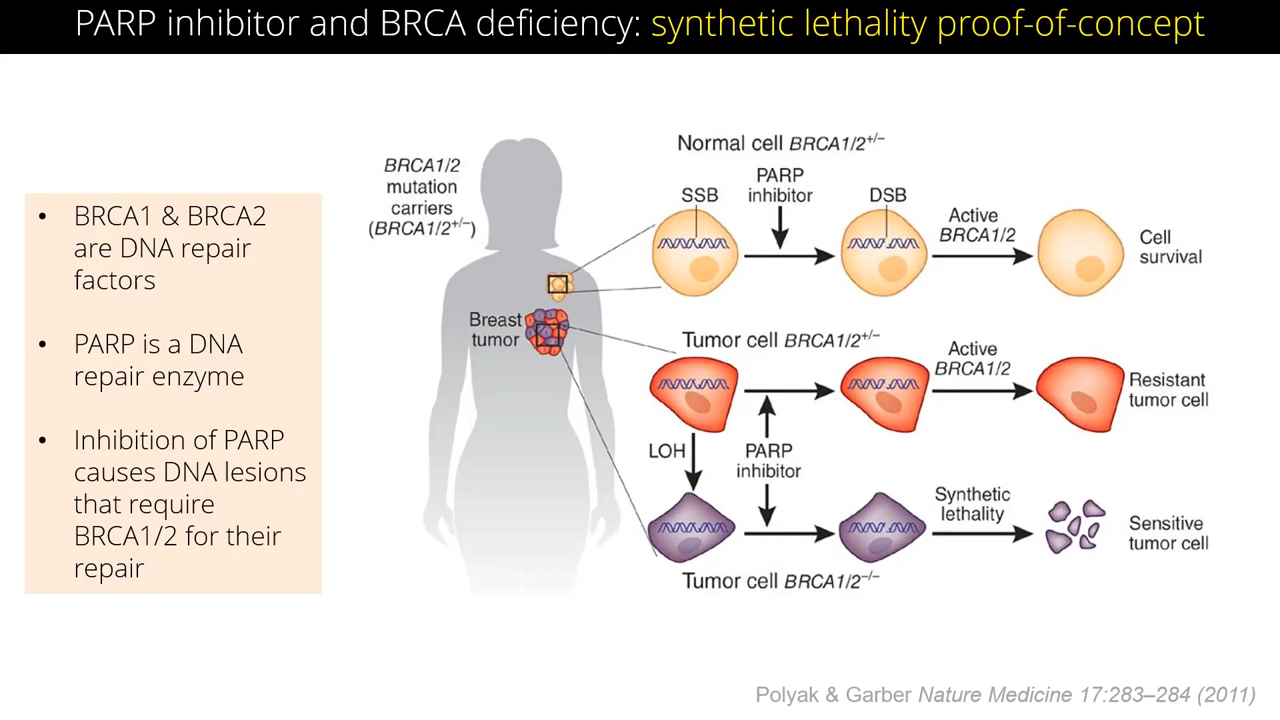 PARP inhibitor and BRCA deficiency: synthetic lethality proof-of-concept
• BRCA1 & BRCA2
are DNA repair
factors
• PARP is a DNA
repair enzyme
• Inhibition of PARP
causes DNA lesions
that require
BRCA1/2 for their
repair
BRCA1/2
mutation
carriers
(BRCA1/2+/–)
Breast
tumor
Normal cell BRCA1/2+/–
SSB
PARP
inhibitor
DSB
Active
BRCA1/2
Cell
survival
Tumor cell BRCA1/2+/–
Active
BRCA1/2
Resistant
tumor cell
LOH
PARP
inhibitor
Synthetic
lethality
Sensitive
tumor cell
Tumor cell BRCA1/2–/–
Polyak & Garber Nature Medicine 17:283–284 (2011)